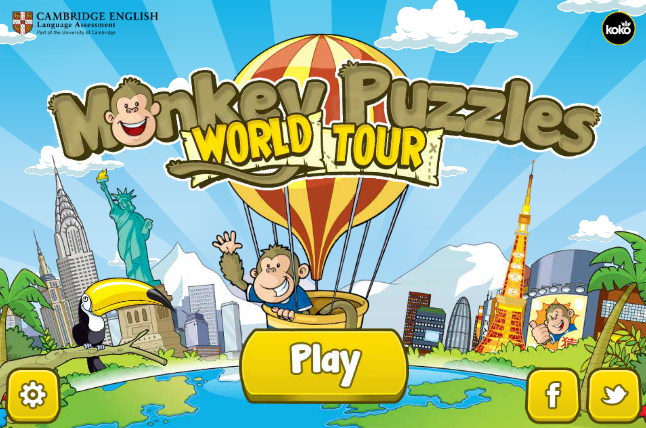 CAMBRIDGE ENGLISH
Language Assessment
Part of the University of Cambridge
koko
Monkey Puzzles
WORLD TOUR
Play
f